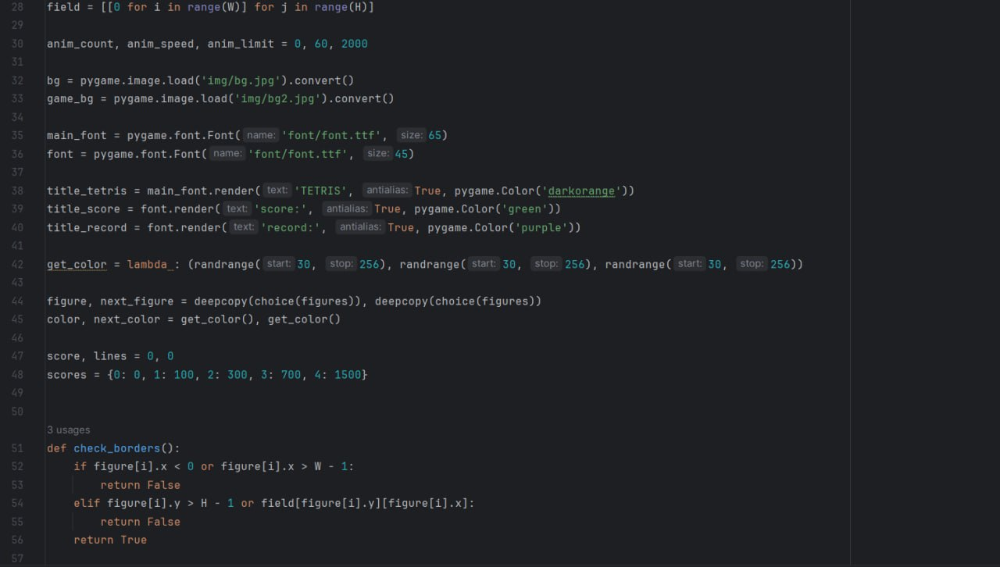 28 field = [[0 for i in range(W)] for j in range(H)]
29
30 anim_count, anim_speed, anim_limit = 0, 60, 2000
31
32 bg = pygame.image.load('img/bg.jpg').convert()
33 game_bg = pygame.image.load('img/bg2.jpg').convert()
34
35 main_font = pygame.font.Font( name: 'font/font.ttf', size: 65)
36 font = pygame.font.Font( name: 'font/font.ttf', size: 45)
37
38 title_tetris = main_font.render( text: 'TETRIS', antialias: True, pygame.Color('darkorange'))
39 title_score = font.render( text: 'score:', antialias: True, pygame.Color('green'))
40 title_record = font.render( text: 'record:', antialias: True, pygame.Color('purple'))
41
42 get_color = lambda : (randrange( start: 30, stop: 256), randrange( start: 30, stop: 256), randrange( start: 30, stop: 256))
43
44 figure, next_figure = deepcopy(choice(figures)), deepcopy(choice(figures))
45 color, next_color = get_color(), get_color()
46
47 score, lines = 0, 0
48 scores = {0: 0, 1: 100, 2: 300, 3: 700, 4: 1500}
49
50
3 usages
51 def check_borders():
52     if figure[i].x < 0 or figure[i].x > W - 1:
53         return False
54     elif figure[i].y > H - 1 or field[figure[i].y][figure[i].x]:
55         return False
56     return True
57